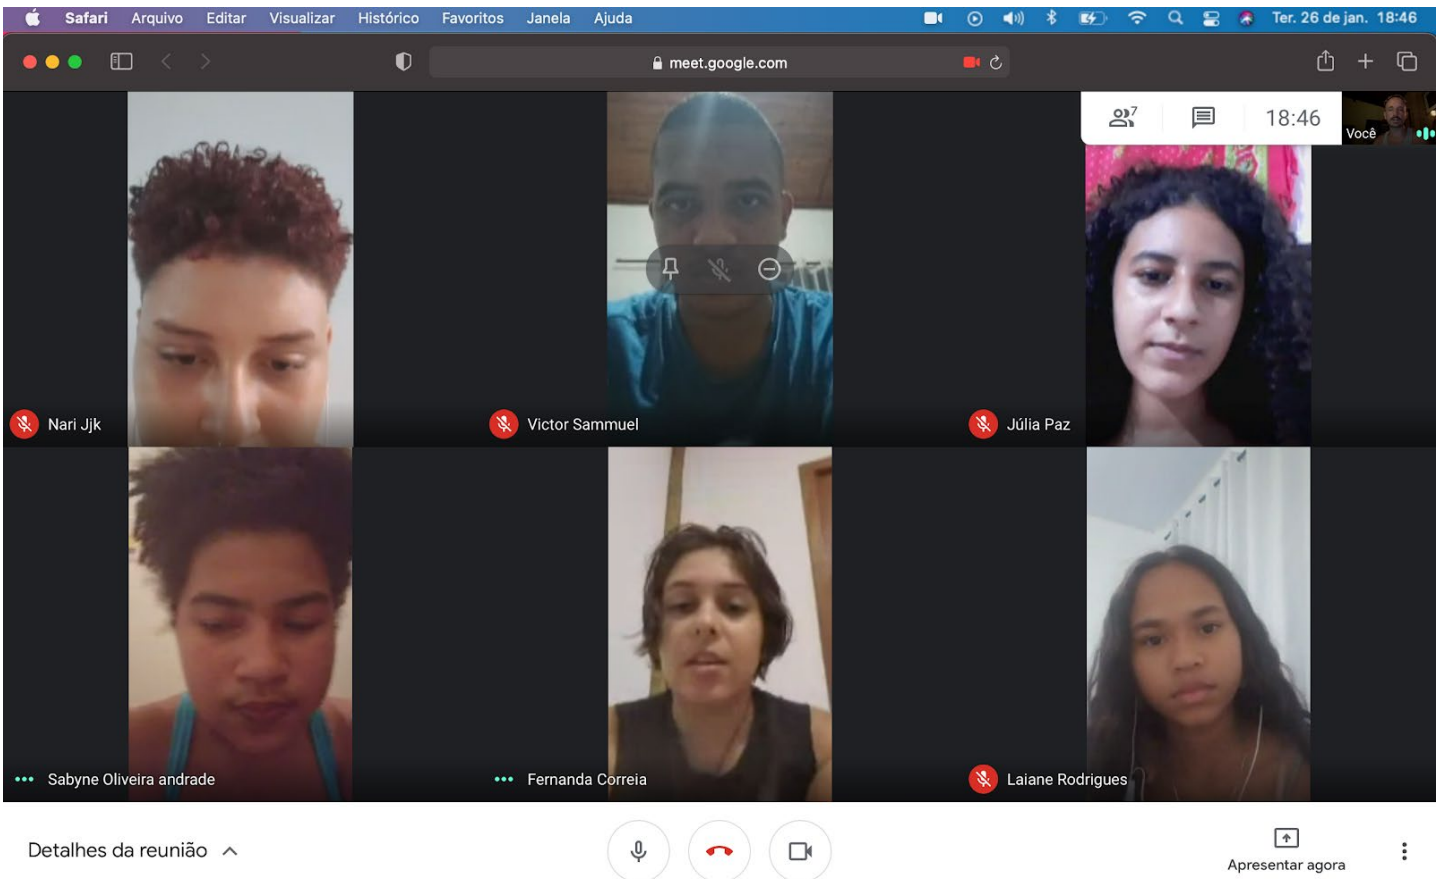 Safari Arquivo Editar Visualizar Histórico Favoritos Janela Ajuda Ter. 26 de jan. 18:46
meet.google.com
7 18:46 Você
Nari Jjk Victor Sammuel Júlia Paz
Sabyne Oliveira andrade Fernanda Correia Laiane Rodrigues
Detalhes da reunião
Apresentar agora